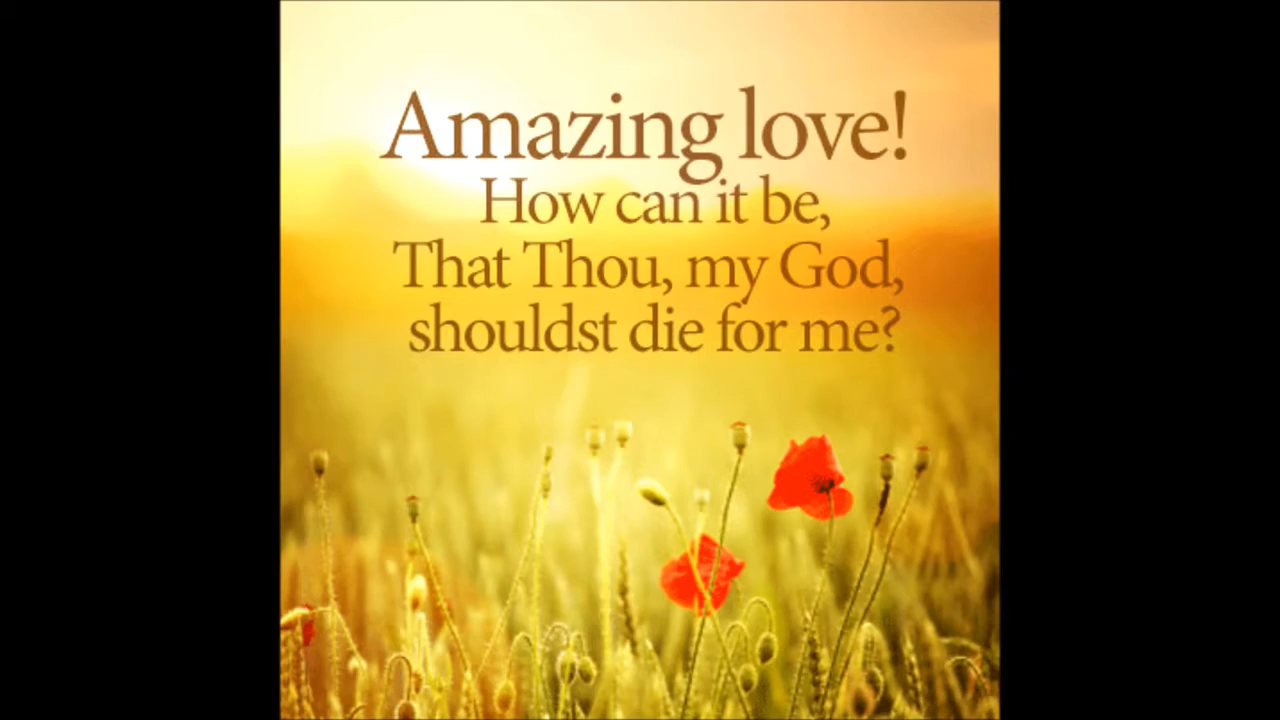 Amazing love!
How can it be,
That Thou, my God,
shouldst die for me?